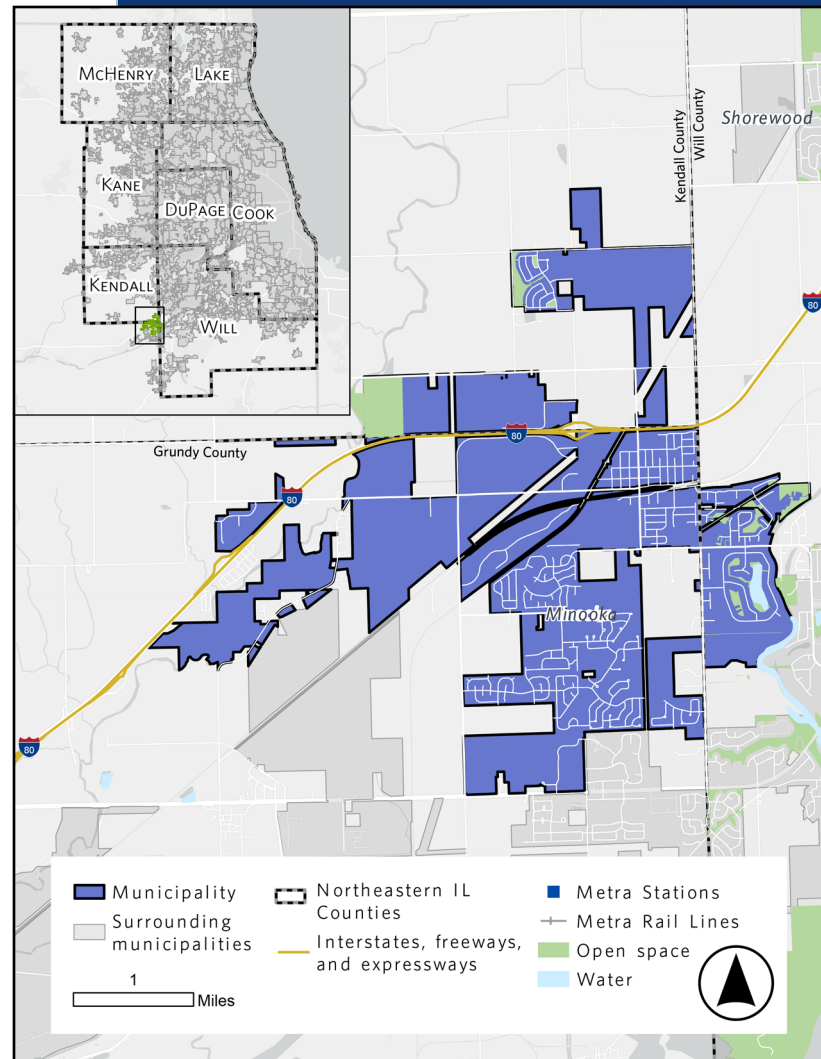 McHenry
Lake
Kane
DuPage
Cook
Kendall
Will
Kendall County
Will County
Shorewood
80
Grundy County
80
80
Minooka
80
Municipality
Surrounding
municipalities
1
Miles
Northeastern IL
Counties
Interstates, freeways,
and expressways
Metra Stations
Metra Rail Lines
Open space
Water